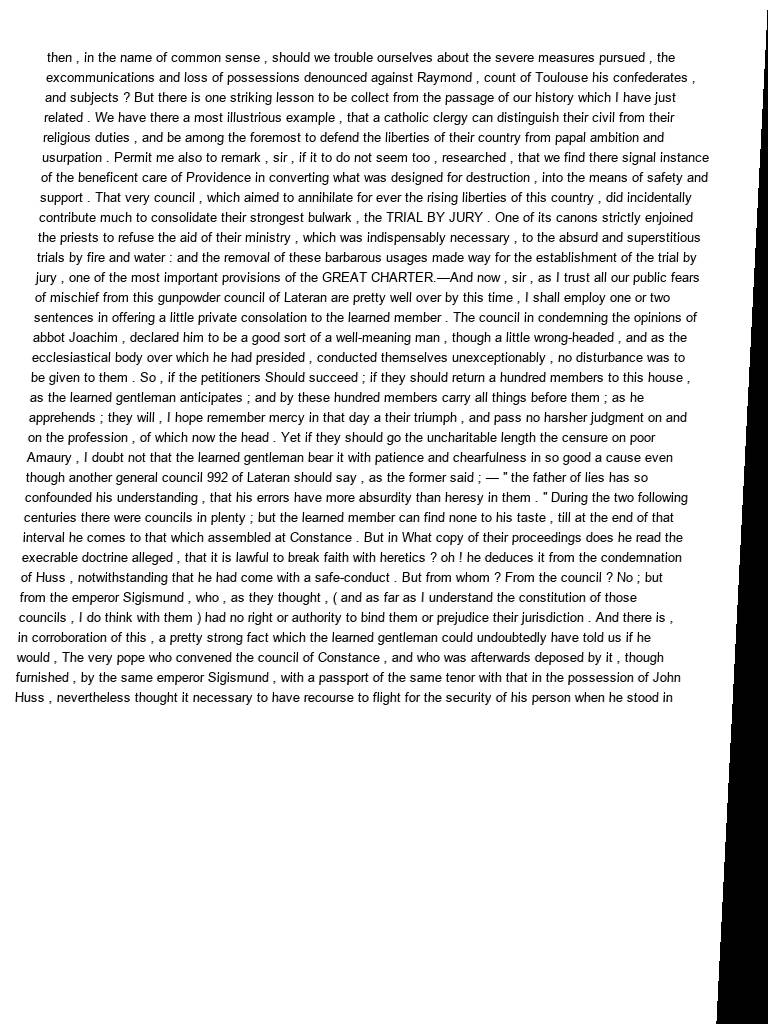 then , in the name of common sense , should we trouble ourselves about the severe measures pursued , the
excommunications and loss of possessions denounced against Raymond , count of Toulouse his confederates ,
and subjects ? But there is one striking lesson to be collect from the passage of our history which I have just
related . We have there a most illustrious example , that a catholic clergy can distinguish their civil from their
religious duties , and be among the foremost to defend the liberties of their country from papal ambition and
usurpation . Permit me also to remark , sir , if it to do not seem too , researched , that we find there signal instance
of the beneficent care of Providence in converting what was designed for destruction , into the means of safety and
support . That very council , which aimed to annihilate for ever the rising liberties of this country , did incidentally
contribute much to consolidate their strongest bulwark , the TRIAL BY JURY . One of its canons strictly enjoined
the priests to refuse the aid of their ministry , which was indispensably necessary , to the absurd and superstitious
trials by fire and water : and the removal of these barbarous usages made way for the establishment of the trial by
jury , one of the most important provisions of the GREAT CHARTER.—And now , sir , as I trust all our public fears
of mischief from this gunpowder council of Lateran are pretty well over by this time , I shall employ one or two
sentences in offering a little private consolation to the learned member . The council in condemning the opinions of
abbot Joachim , declared him to be a good sort of a well-meaning man , though a little wrong-headed , and as the
ecclesiastical body over which he had presided , conducted themselves unexceptionably , no disturbance was to
be given to them . So , if the petitioners Should succeed ; if they should return a hundred members to this house ,
as the learned gentleman anticipates ; and by these hundred members carry all things before them ; as he
apprehends ; they will , I hope remember mercy in that day a their triumph , and pass no harsher judgment on and
on the profession , of which now the head . Yet if they should go the uncharitable length the censure on poor
Amaury , I doubt not that the learned gentleman bear it with patience and chearfulness in so good a cause even
though another general council 992 of Lateran should say , as the former said ; — " the father of lies has so
confounded his understanding , that his errors have more absurdity than heresy in them . " During the two following
centuries there were councils in plenty ; but the learned member can find none to his taste , till at the end of that
interval he comes to that which assembled at Constance . But in What copy of their proceedings does he read the
execrable doctrine alleged , that it is lawful to break faith with heretics ? oh ! he deduces it from the condemnation
of Huss , notwithstanding that he had come with a safe-conduct . But from whom ? From the council ? No ; but
from the emperor Sigismund , who , as they thought , ( and as far as I understand the constitution of those
councils , I do think with them ) had no right or authority to bind them or prejudice their jurisdiction . And there is ,
in corroboration of this , a pretty strong fact which the learned gentleman could undoubtedly have told us if he
would , The very pope who convened the council of Constance , and who was afterwards deposed by it , though
furnished , by the same emperor Sigismund , with a passport of the same tenor with that in the possession of John
Huss , nevertheless thought it necessary to have recourse to flight for the security of his person when he stood in